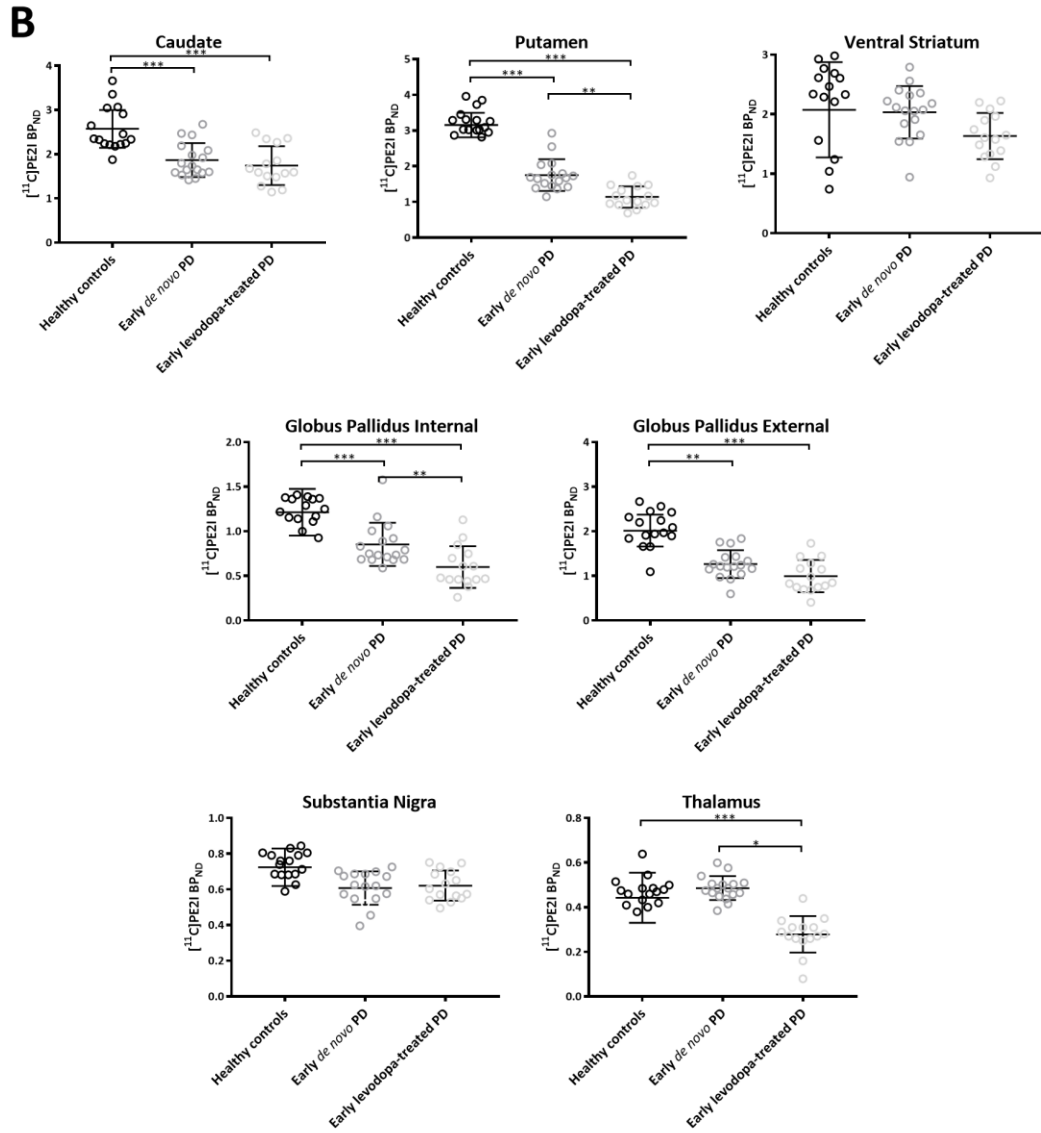 B
Caudate
***
***
[¹¹C]PE2I BP_ND
4
3
2
1
0
Healthy controls
Early de novo PD
Early levodopa-treated PD
Putamen
***
***
**
[¹¹C]PE2I BP_ND
5
4
3
2
1
0
Healthy controls
Early de novo PD
Early levodopa-treated PD
Ventral Striatum
[¹¹C]PE2I BP_ND
3
2
1
0
Healthy controls
Early de novo PD
Early levodopa-treated PD
Globus Pallidus Internal
***
***
**
[¹¹C]PE2I BP_ND
2.0
1.5
1.0
0.5
0.0
Healthy controls
Early de novo PD
Early levodopa-treated PD
Globus Pallidus External
***
**
[¹¹C]PE2I BP_ND
4
3
2
1
0
Healthy controls
Early de novo PD
Early levodopa-treated PD
Substantia Nigra
[¹¹C]PE2I BP_ND
1.0
0.8
0.6
0.4
0.2
0.0
Healthy controls
Early de novo PD
Early levodopa-treated PD
Thalamus
***
*
[¹¹C]PE2I BP_ND
0.8
0.6
0.4
0.2
0.0
Healthy controls
Early de novo PD
Early levodopa-treated PD